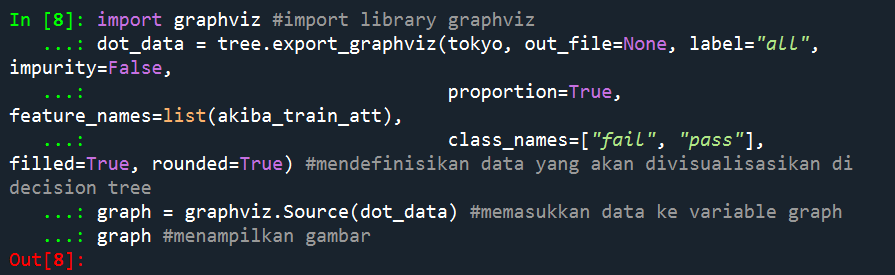 In [8]: import graphviz #import library graphviz
   ...: dot_data = tree.export_graphviz(tokyo, out_file=None, label="all",
impurity=False,
   ...:                              proportion=True,
feature_names=list(akiba_train_att),
   ...:                              class_names=["fail", "pass"],
filled=True, rounded=True) #mendefinisikan data yang akan divisualisasikan di
decision tree
   ...: graph = graphviz.Source(dot_data) #memasukkan data ke variable graph
   ...: graph #menampilkan gambar
Out[8]: